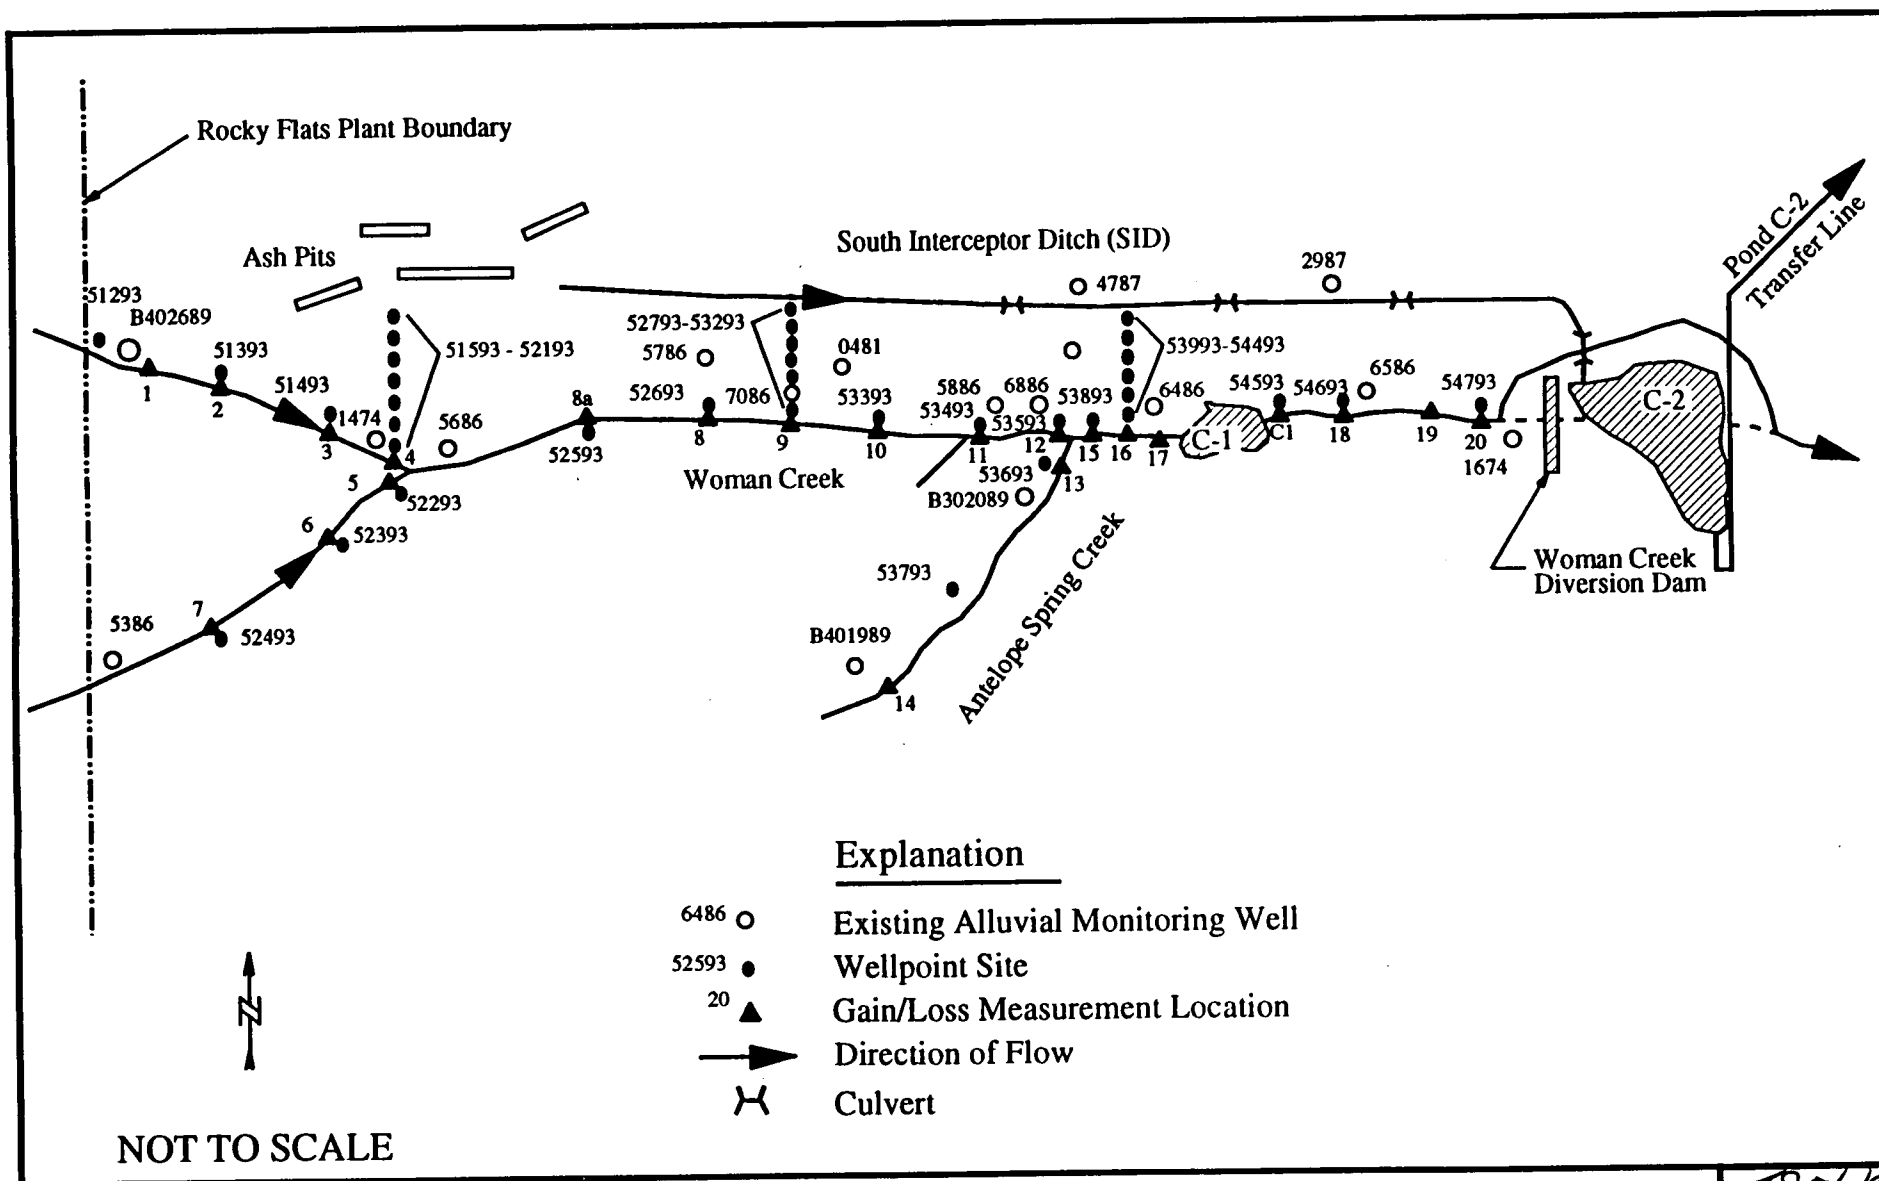 Rocky Flats Plant Boundary
Ash Pits
South Interceptor Ditch (SID)
4787
2987
Pond C-2
Transfer Line
51293
B402689
51393
51493
1474
51593 - 52193
5686
8a
52593
52693
5786
52793-53293
7086
0481
53393
5886
53493
6886
53593
53893
53993-54493
6486
54593
54693
6586
54793
C-2
C-1
C1
1
2
3
4
5
6
7
8
9
10
11
12
13
14
15
16
17
18
19
20
1674
52293
52393
52493
5386
Woman Creek
53693
B302089
53793
B401989
Antelope Spring Creek
Woman Creek
Diversion Dam
Explanation
6486 Existing Alluvial Monitoring Well
52593 Wellpoint Site
20 Gain/Loss Measurement Location
Direction of Flow
Culvert
N
NOT TO SCALE